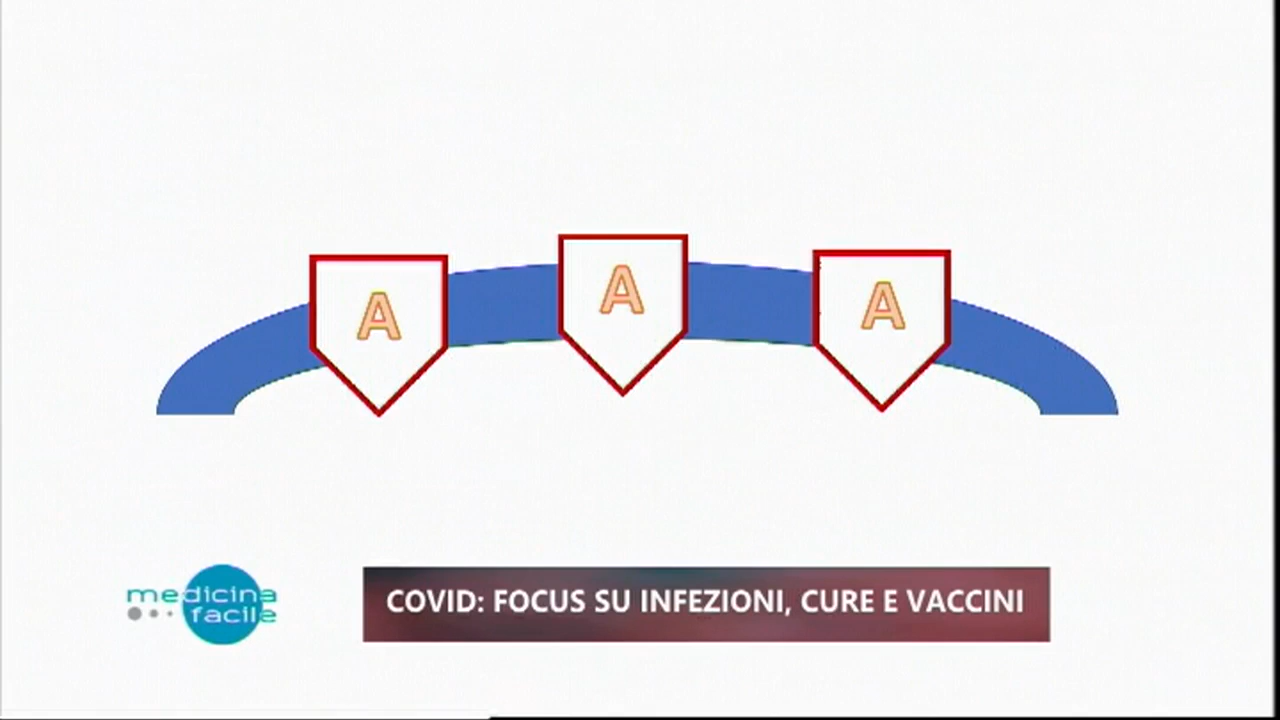 A
A
A
medicina
facile
COVID: FOCUS SU INFEZIONI, CURE E VACCINI